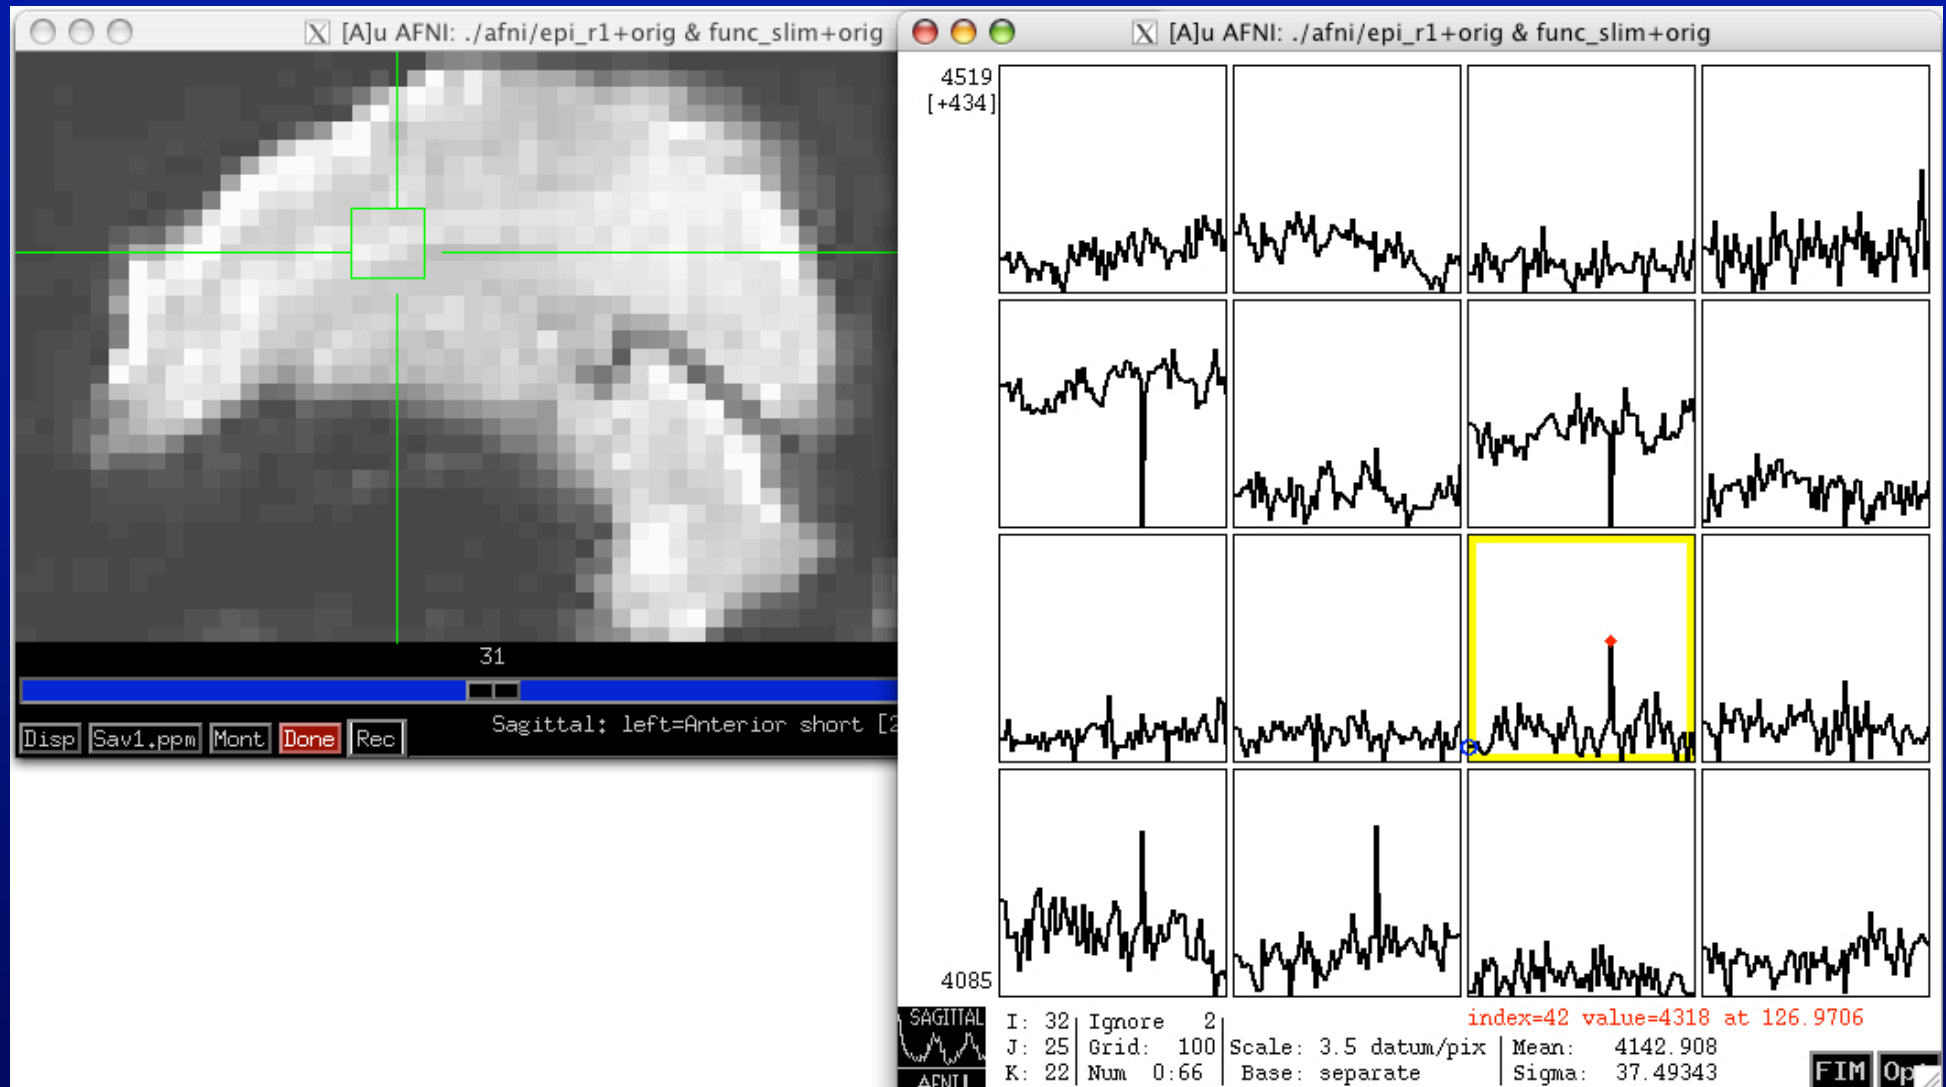 [A]u AFNI: ./afni/epi_r1+orig & func_slim+orig
31
Sagittal: left=Anterior short [2
Disp Sav1.ppm Mont Done Rec
[A]u AFNI: ./afni/epi_r1+orig & func_slim+orig
4519
[+434]
4085
SAGITTAL
AFNI
index=42 value=4318 at 126.9706
I: 32 Ignore 2
J: 25 Grid: 100 Scale: 3.5 datum/pix Mean: 4142.908
K: 22 Num 0:66 Base: separate Sigma: 37.49343
FIM Opt